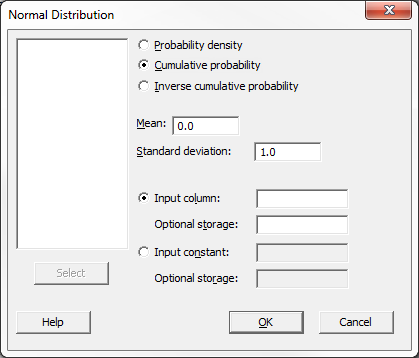 Normal Distribution
Probability density
Cumulative probability
Inverse cumulative probability
Mean: 0.0
Standard deviation: 1.0
Input column:
Optional storage:
Input constant:
Optional storage:
Select
Help OK Cancel